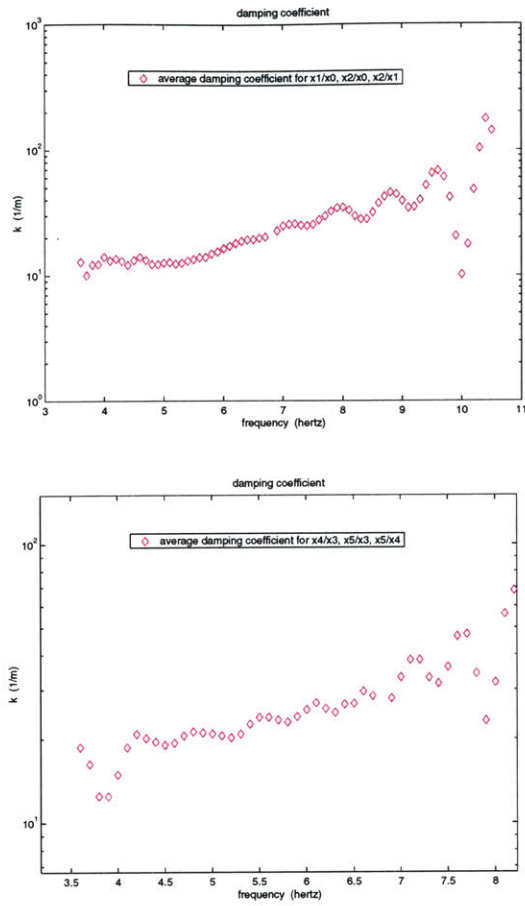 damping coefficient
10^3
average damping coefficient for x1/x0, x2/x0, x2/x1
10^2
k (1/m)
10^1
10^0
3 4 5 6 7 8 9 10 11
frequency (hertz)
damping coefficient
10^2
average damping coefficient for x4/x3, x5/x3, x5/x4
k (1/m)
10^1
3.5 4 4.5 5 5.5 6 6.5 7 7.5 8
frequency (hertz)